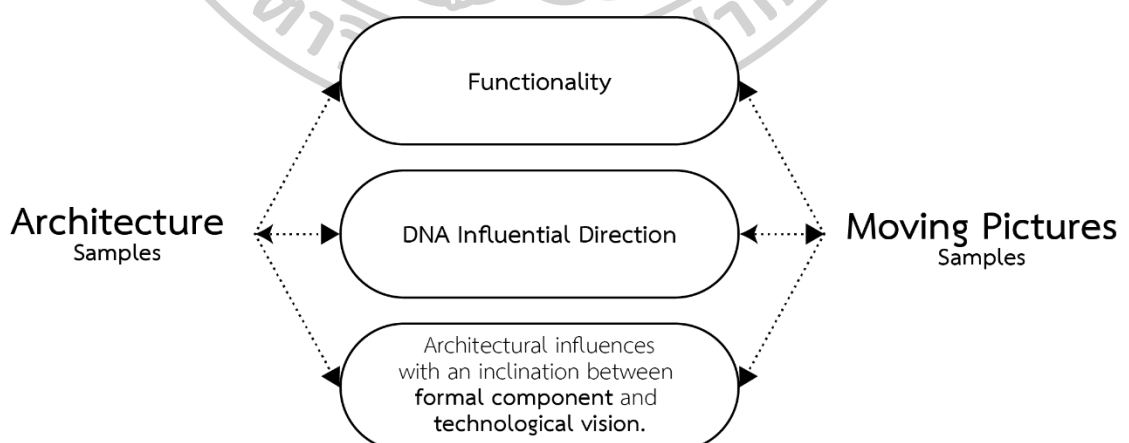 Functionality
Architecture
Samples
DNA Influential Direction
Moving Pictures
Samples
Architectural influences
with an inclination between
formal component and
technological vision.